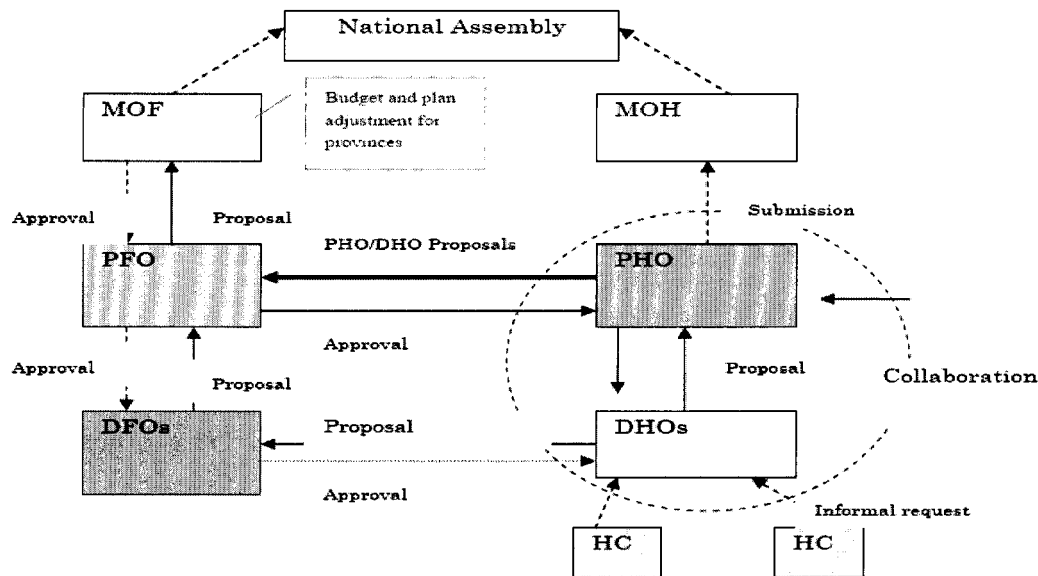 National Assembly
MOF
Budget and plan
adjustment for
provinces
MOH
Approval
Proposal
Submission
PFO
PHO/DHO Proposals
PHO
Approval
Approval
Proposal
Proposal
Collaboration
DFOs
Proposal
DHOs
Approval
Informal request
HC
HC